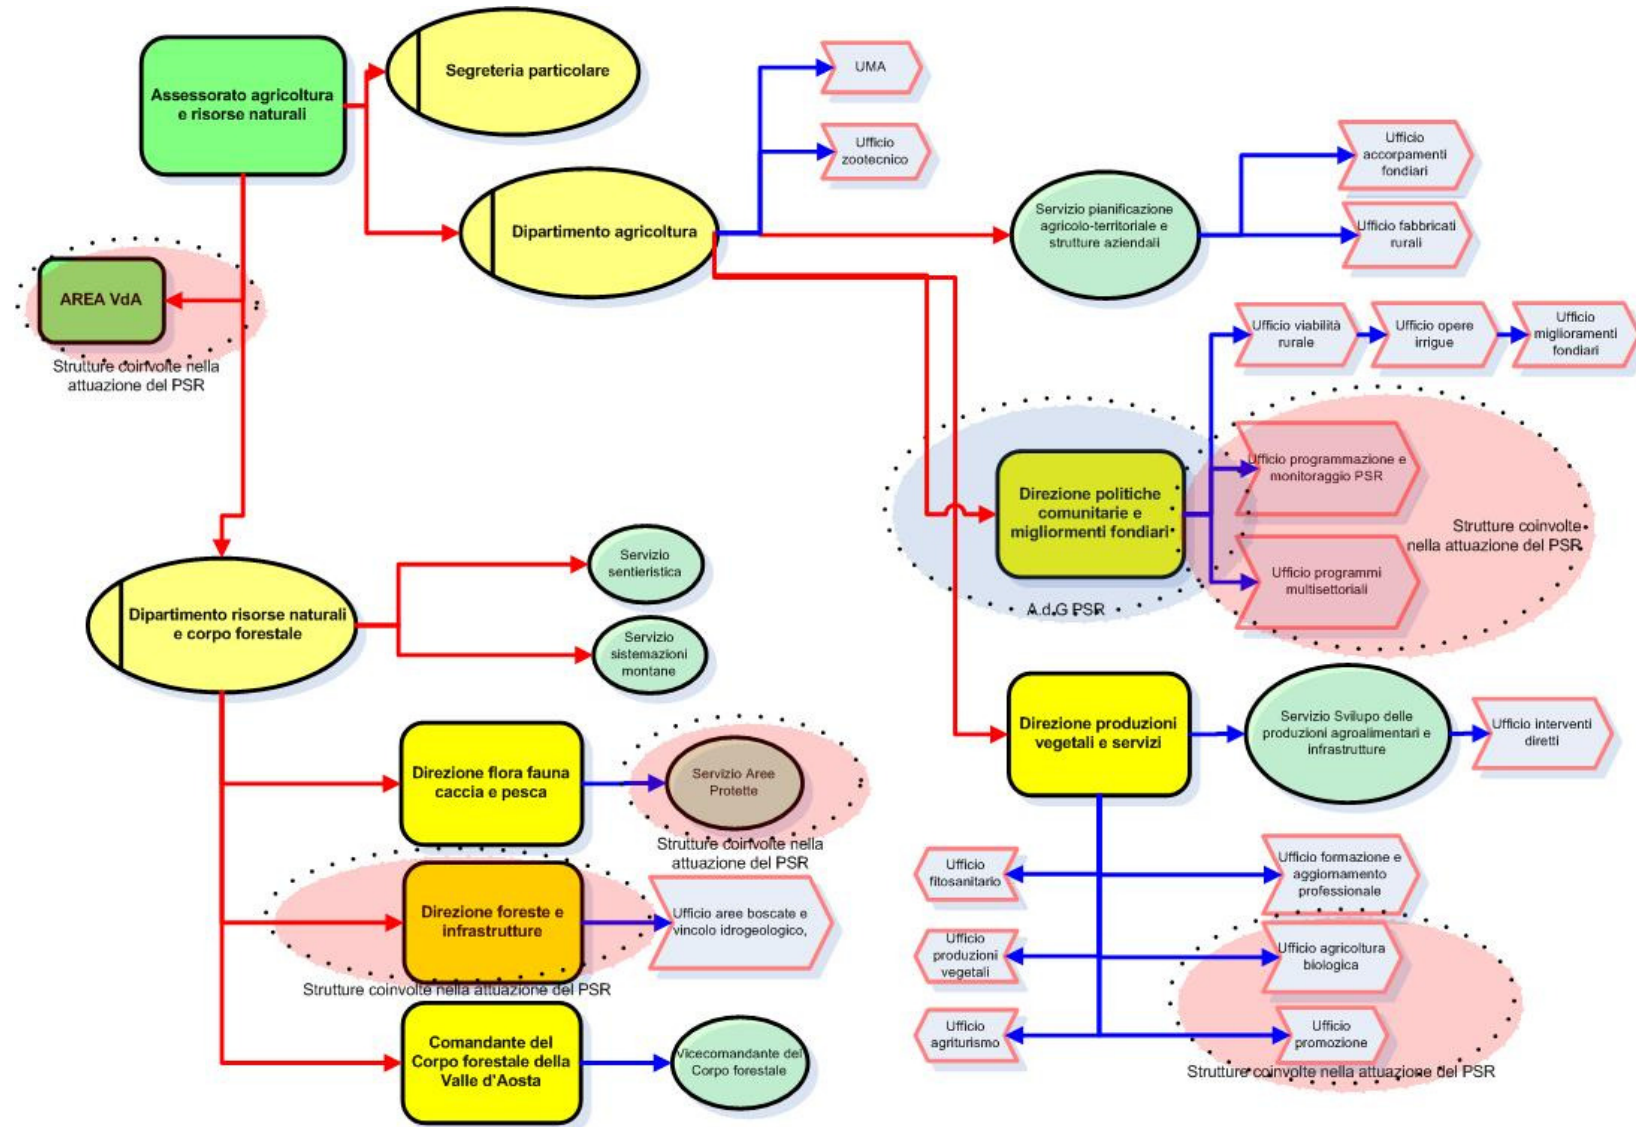 Assessorato agricoltura
e risorse naturali
Segreteria particolare
UMA
Ufficio
zootecnico
Dipartimento agricoltura
Servizio pianificazione
agricolo-territoriale e
strutture aziendali
Ufficio
accorpamenti
fondiari
Ufficio fabbricati
rurali
AREA VdA
Strutture coinvolte nella
attuazione del PSR
Ufficio viabilità
rurale
Ufficio opere
irrigue
Ufficio
miglioramenti
fondiari
Direzione politiche
comunitarie e
migliormenti fondiari
A.d.G PSR
Ufficio programmazione e
monitoraggio PSR
Strutture coinvolte
nella attuazione del PSR
Ufficio programmi
multisettoriali
Dipartimento risorse naturali
e corpo forestale
Servizio
sentieristica
Servizio
sistemazioni
montane
Direzione produzioni
vegetali e servizi
Servizio Svilupo delle
produzioni agroalimentari e
infrastrutture
Ufficio interventi
diretti
Direzione flora fauna
caccia e pesca
Servizio Aree
Protette
Strutture coinvolte nella
attuazione del PSR
Direzione foreste e
infrastrutture
Strutture coinvolte nella attuazione del PSR
Ufficio aree boscate e
vincolo idrogeologico,
Comandante del
Corpo forestale della
Valle d'Aosta
Vicecomandante del
Corpo forestale
Ufficio
fitosanitario
Ufficio formazione e
aggiornamento
professionale
Ufficio
produzioni
vegetali
Ufficio agricoltura
biologica
Ufficio
agriturismo
Ufficio
promozione
Strutture coinvolte nella attuazione del PSR